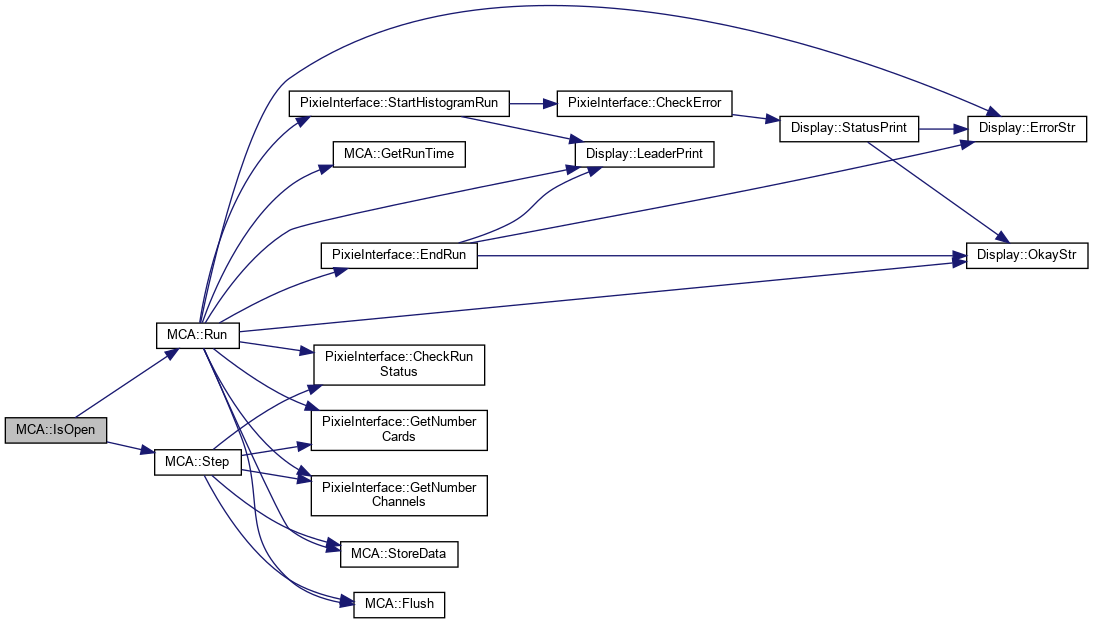 PixieInterface::StartHistogramRun
PixieInterface::CheckError
Display::StatusPrint
Display::ErrorStr
MCA::GetRunTime
Display::LeaderPrint
PixieInterface::EndRun
Display::OkayStr
MCA::Run
PixieInterface::CheckRun
Status
MCA::IsOpen
PixieInterface::GetNumber
Cards
MCA::Step
PixieInterface::GetNumber
Channels
MCA::StoreData
MCA::Flush